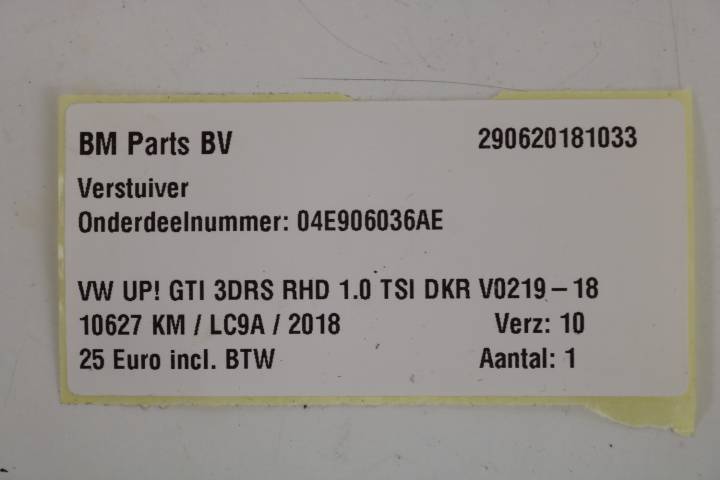 BM Parts BV 290620181033
Verstuiver
Onderdeelnummer: 04E906036AE
VW UP! GTI 3DRS RHD 1.0 TSI DKR V0219 – 18
10627 KM / LC9A / 2018 Verz: 10
25 Euro incl. BTW Aantal: 1